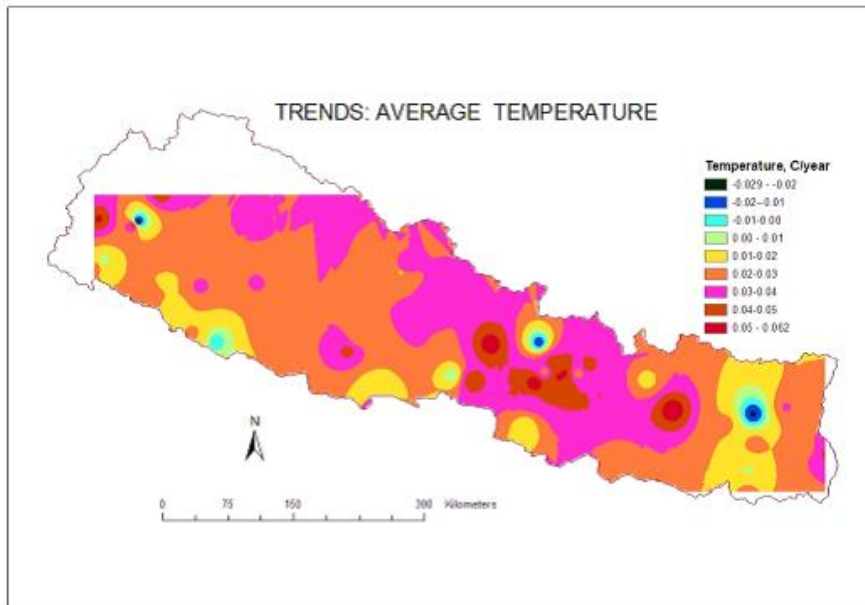 TRENDS: AVERAGE TEMPERATURE
Temperature, C/year
-0.029 - -0.02
-0.02--0.01
-0.01-0.00
0.00 - 0.01
0.01-0.02
0.02-0.03
0.03-0.04
0.04-0.05
0.05 - 0.062
N
0 75 150 300 Kilometers